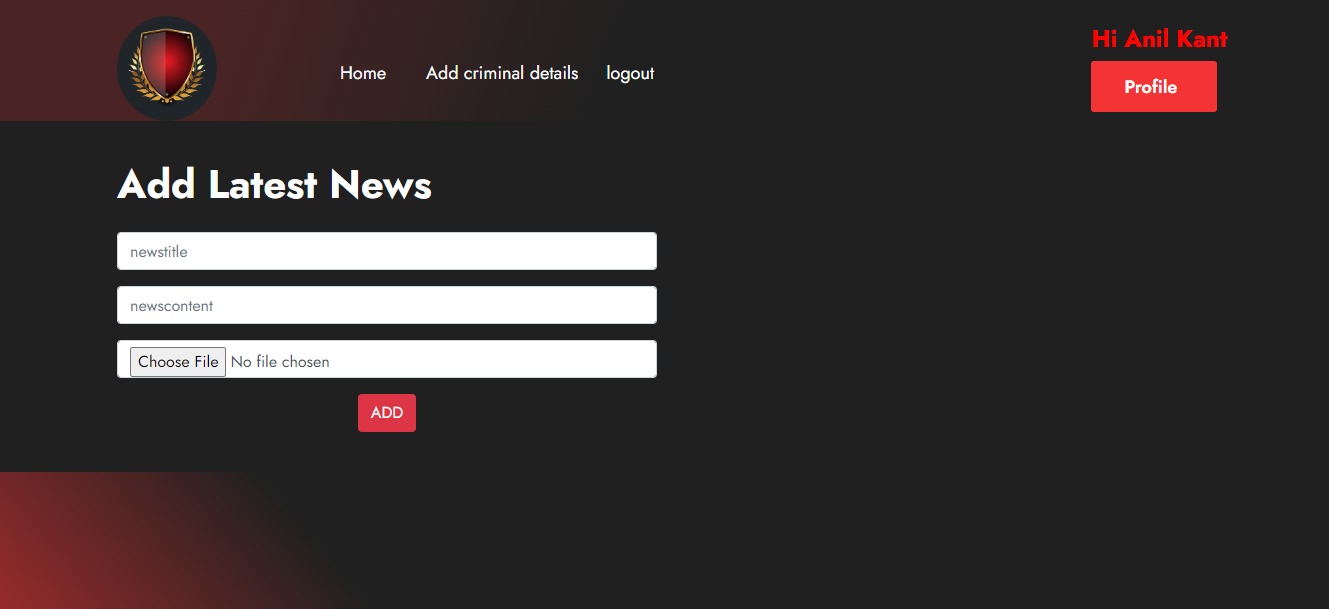 Hi Anil Kant
Home Add criminal details logout
Profile
Add Latest News
newstitle
newscontent
Choose File No file chosen
ADD